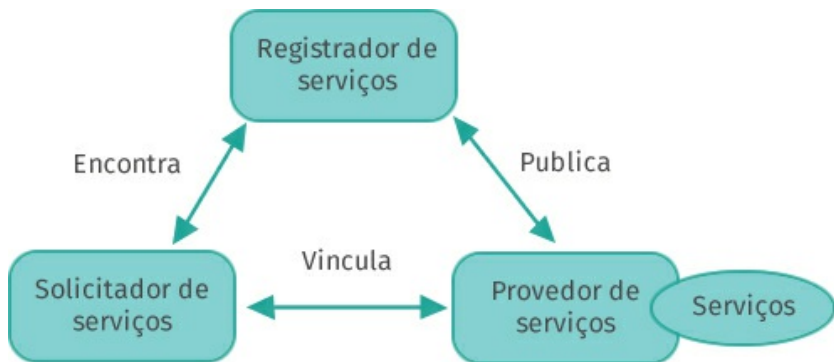 Registrador de
serviços
Encontra
Publica
Vincula
Solicitador de
serviços
Provedor de
serviços
Serviços